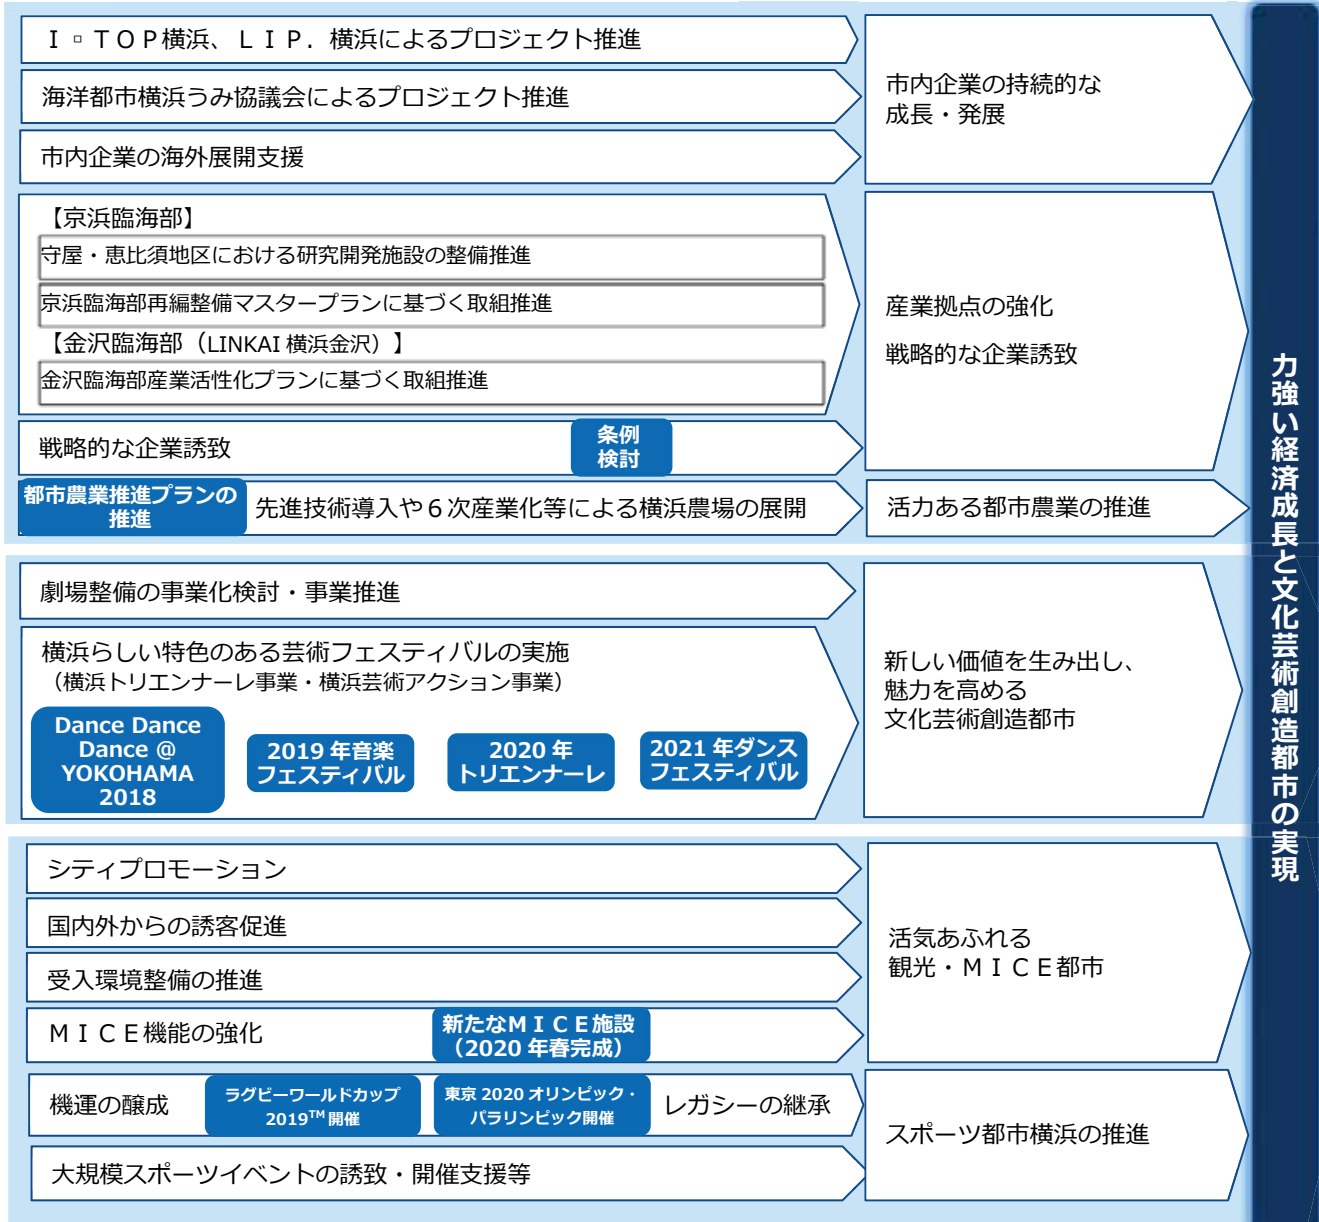 Ｉ▫ＴＯＰ横浜、ＬＩＰ．横浜によるプロジェクト推進
海洋都市横浜うみ協議会によるプロジェクト推進
市内企業の海外展開支援
市内企業の持続的な
成長・発展
【京浜臨海部】
守屋・恵比須地区における研究開発施設の整備推進
京浜臨海部再編整備マスタープランに基づく取組推進
【金沢臨海部（LINKAI 横浜金沢）】
金沢臨海部産業活性化プランに基づく取組推進
戦略的な企業誘致
条例
検討
産業拠点の強化
戦略的な企業誘致
都市農業推進プランの
推進
先進技術導入や６次産業化等による横浜農場の展開
活力ある都市農業の推進
劇場整備の事業化検討・事業推進
横浜らしい特色のある芸術フェスティバルの実施
（横浜トリエンナーレ事業・横浜芸術アクション事業）
Dance Dance
Dance @
YOKOHAMA
2018
2019 年音楽
フェスティバル
2020 年
トリエンナーレ
2021 年ダンス
フェスティバル
新しい価値を生み出し、
魅力を高める
文化芸術創造都市
シティプロモーション
国内外からの誘客促進
受入環境整備の推進
ＭＩＣＥ機能の強化
新たなＭＩＣＥ施設
（2020 年春完成）
活気あふれる
観光・ＭＩＣＥ都市
機運の醸成
ラグビーワールドカップ
2019™ 開催
東京 2020 オリンピック・
パラリンピック開催
レガシーの継承
大規模スポーツイベントの誘致・開催支援等
スポーツ都市横浜の推進
力強い経済成長と文化芸術創造都市の実現